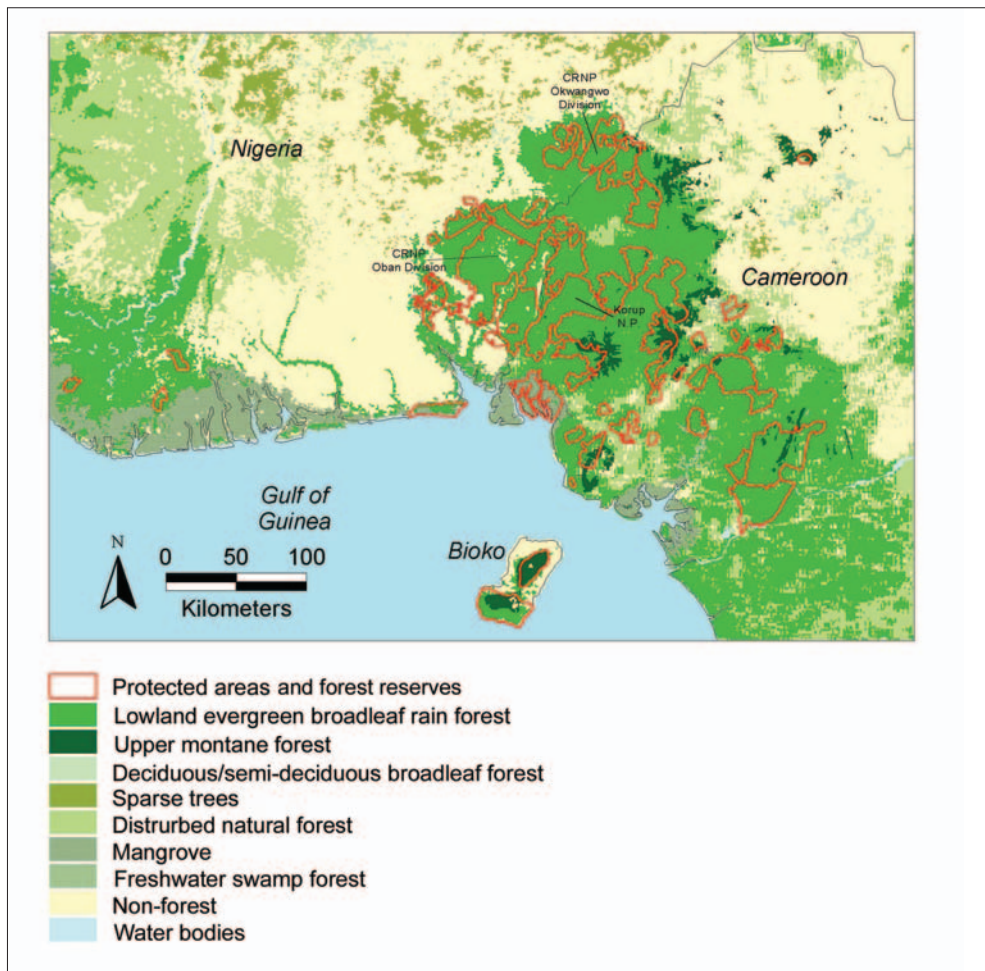 CRNP
Okwangwo
Division
Nigeria
CRNP
Oban Division
Cameroon
Korup
N.P.
Gulf of
Guinea
Bioko
N
0 50 100
Kilometers
Protected areas and forest reserves
Lowland evergreen broadleaf rain forest
Upper montane forest
Deciduous/semi-deciduous broadleaf forest
Sparse trees
Distrurbed natural forest
Mangrove
Freshwater swamp forest
Non-forest
Water bodies